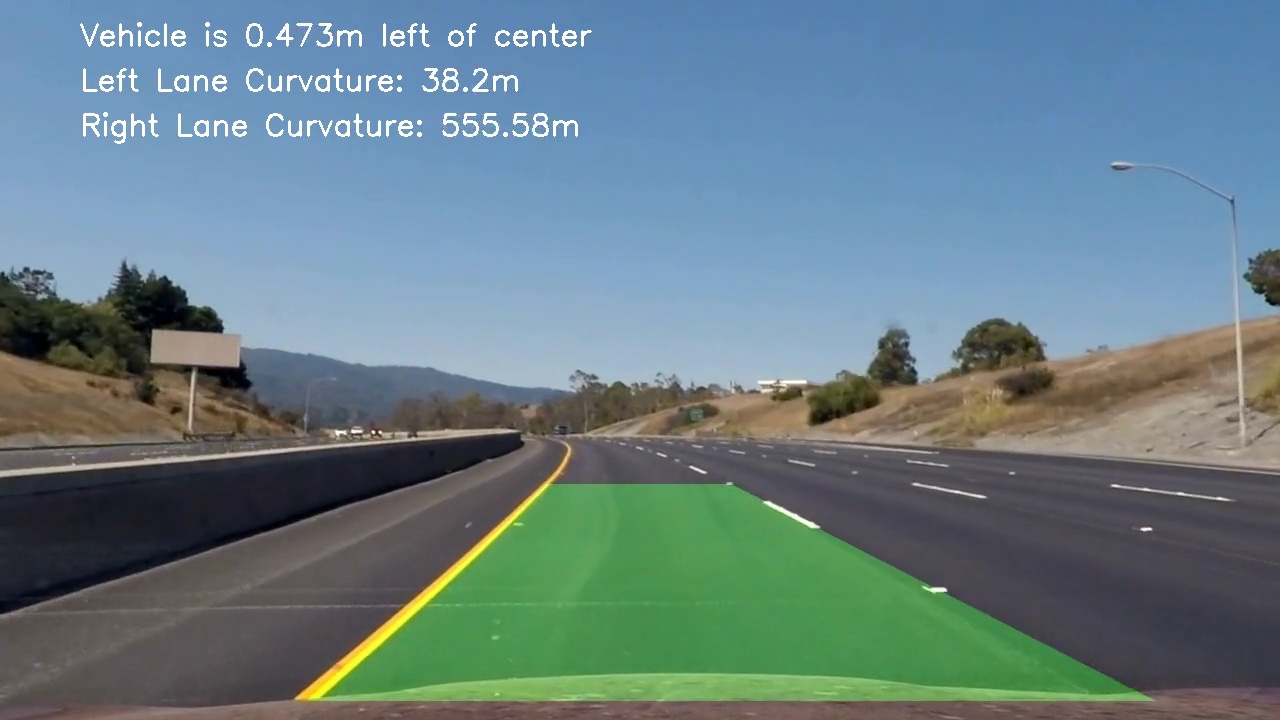 Vehicle is 0.473m left of center
Left Lane Curvature: 38.2m
Right Lane Curvature: 555.58m